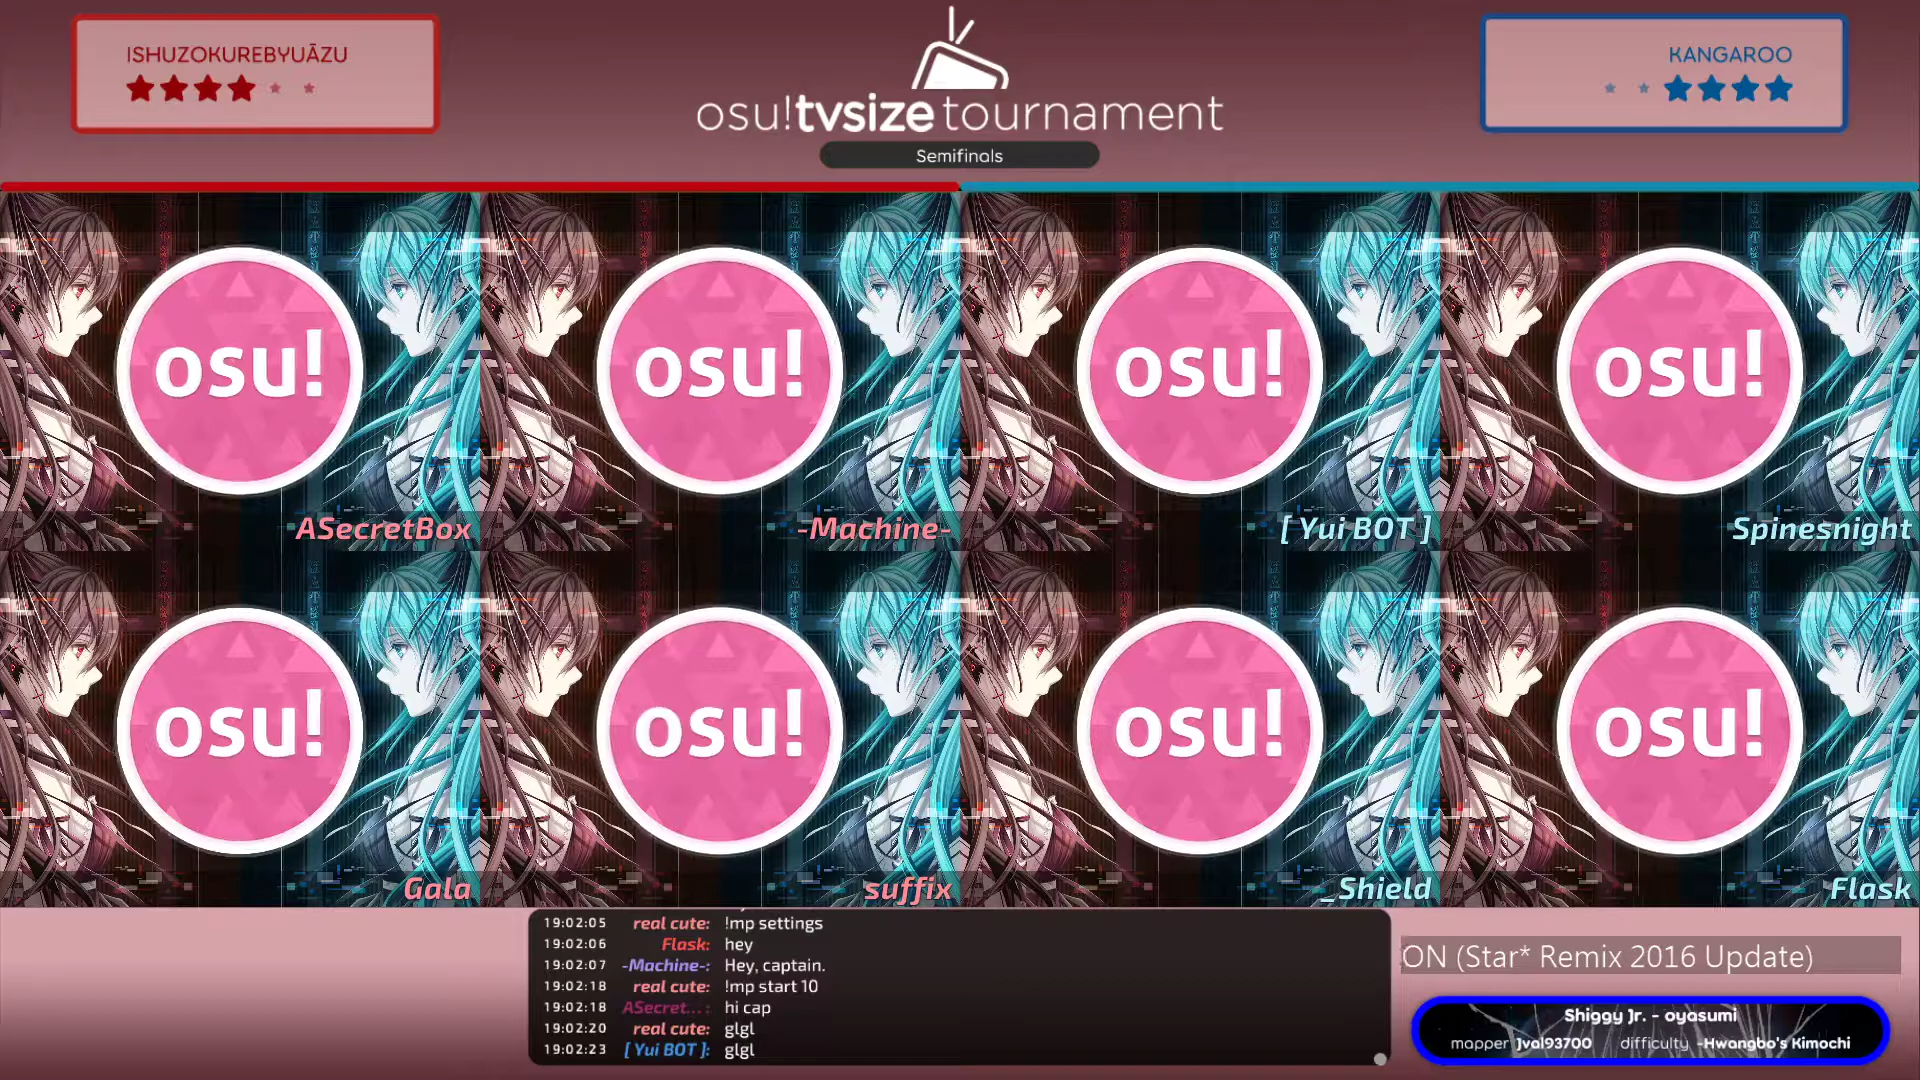 ISHUZOKUREBYUĀZU
KANGAROO
osu!tvsize tournament
Semifinals
osu!
osu!
osu!
osu!
ASecretBox
-Machine-
[ Yui BOT ]
Spinesnight
osu!
osu!
osu!
osu!
Gala
suffix
_Shield
Flask
19:02:05 real cute: !mp settings
19:02:06 Flask: hey
19:02:07 -Machine-: Hey, captain.
19:02:18 real cute: !mp start 10
19:02:18 ASecret...: hi cap
19:02:20 real cute: glgl
19:02:23 [ Yui BOT ]: glgl
ON (Star* Remix 2016 Update)
Shiggy Jr. - oyasumi
mapper Jval93700 difficulty -Hwangbo's Kimochi